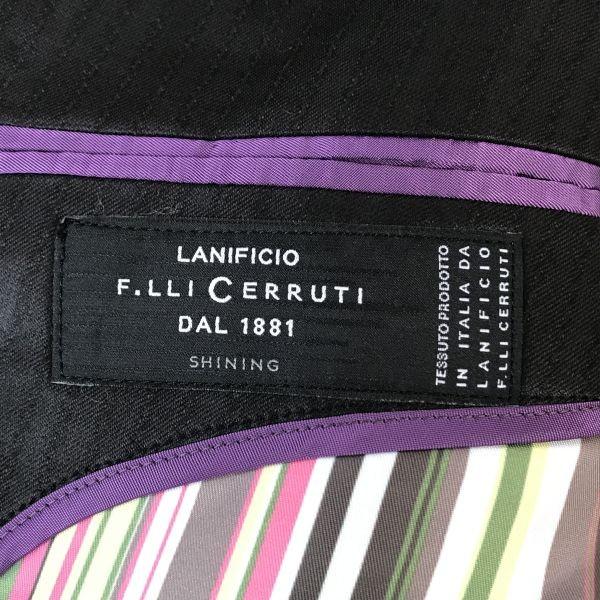 LANIFICIO
F.LLI CERRUTI
DAL 1881
SHINING
TESSUTO PRODOTTO
IN ITALIA DA
LANIFICIO
F.LLI CERRUTI